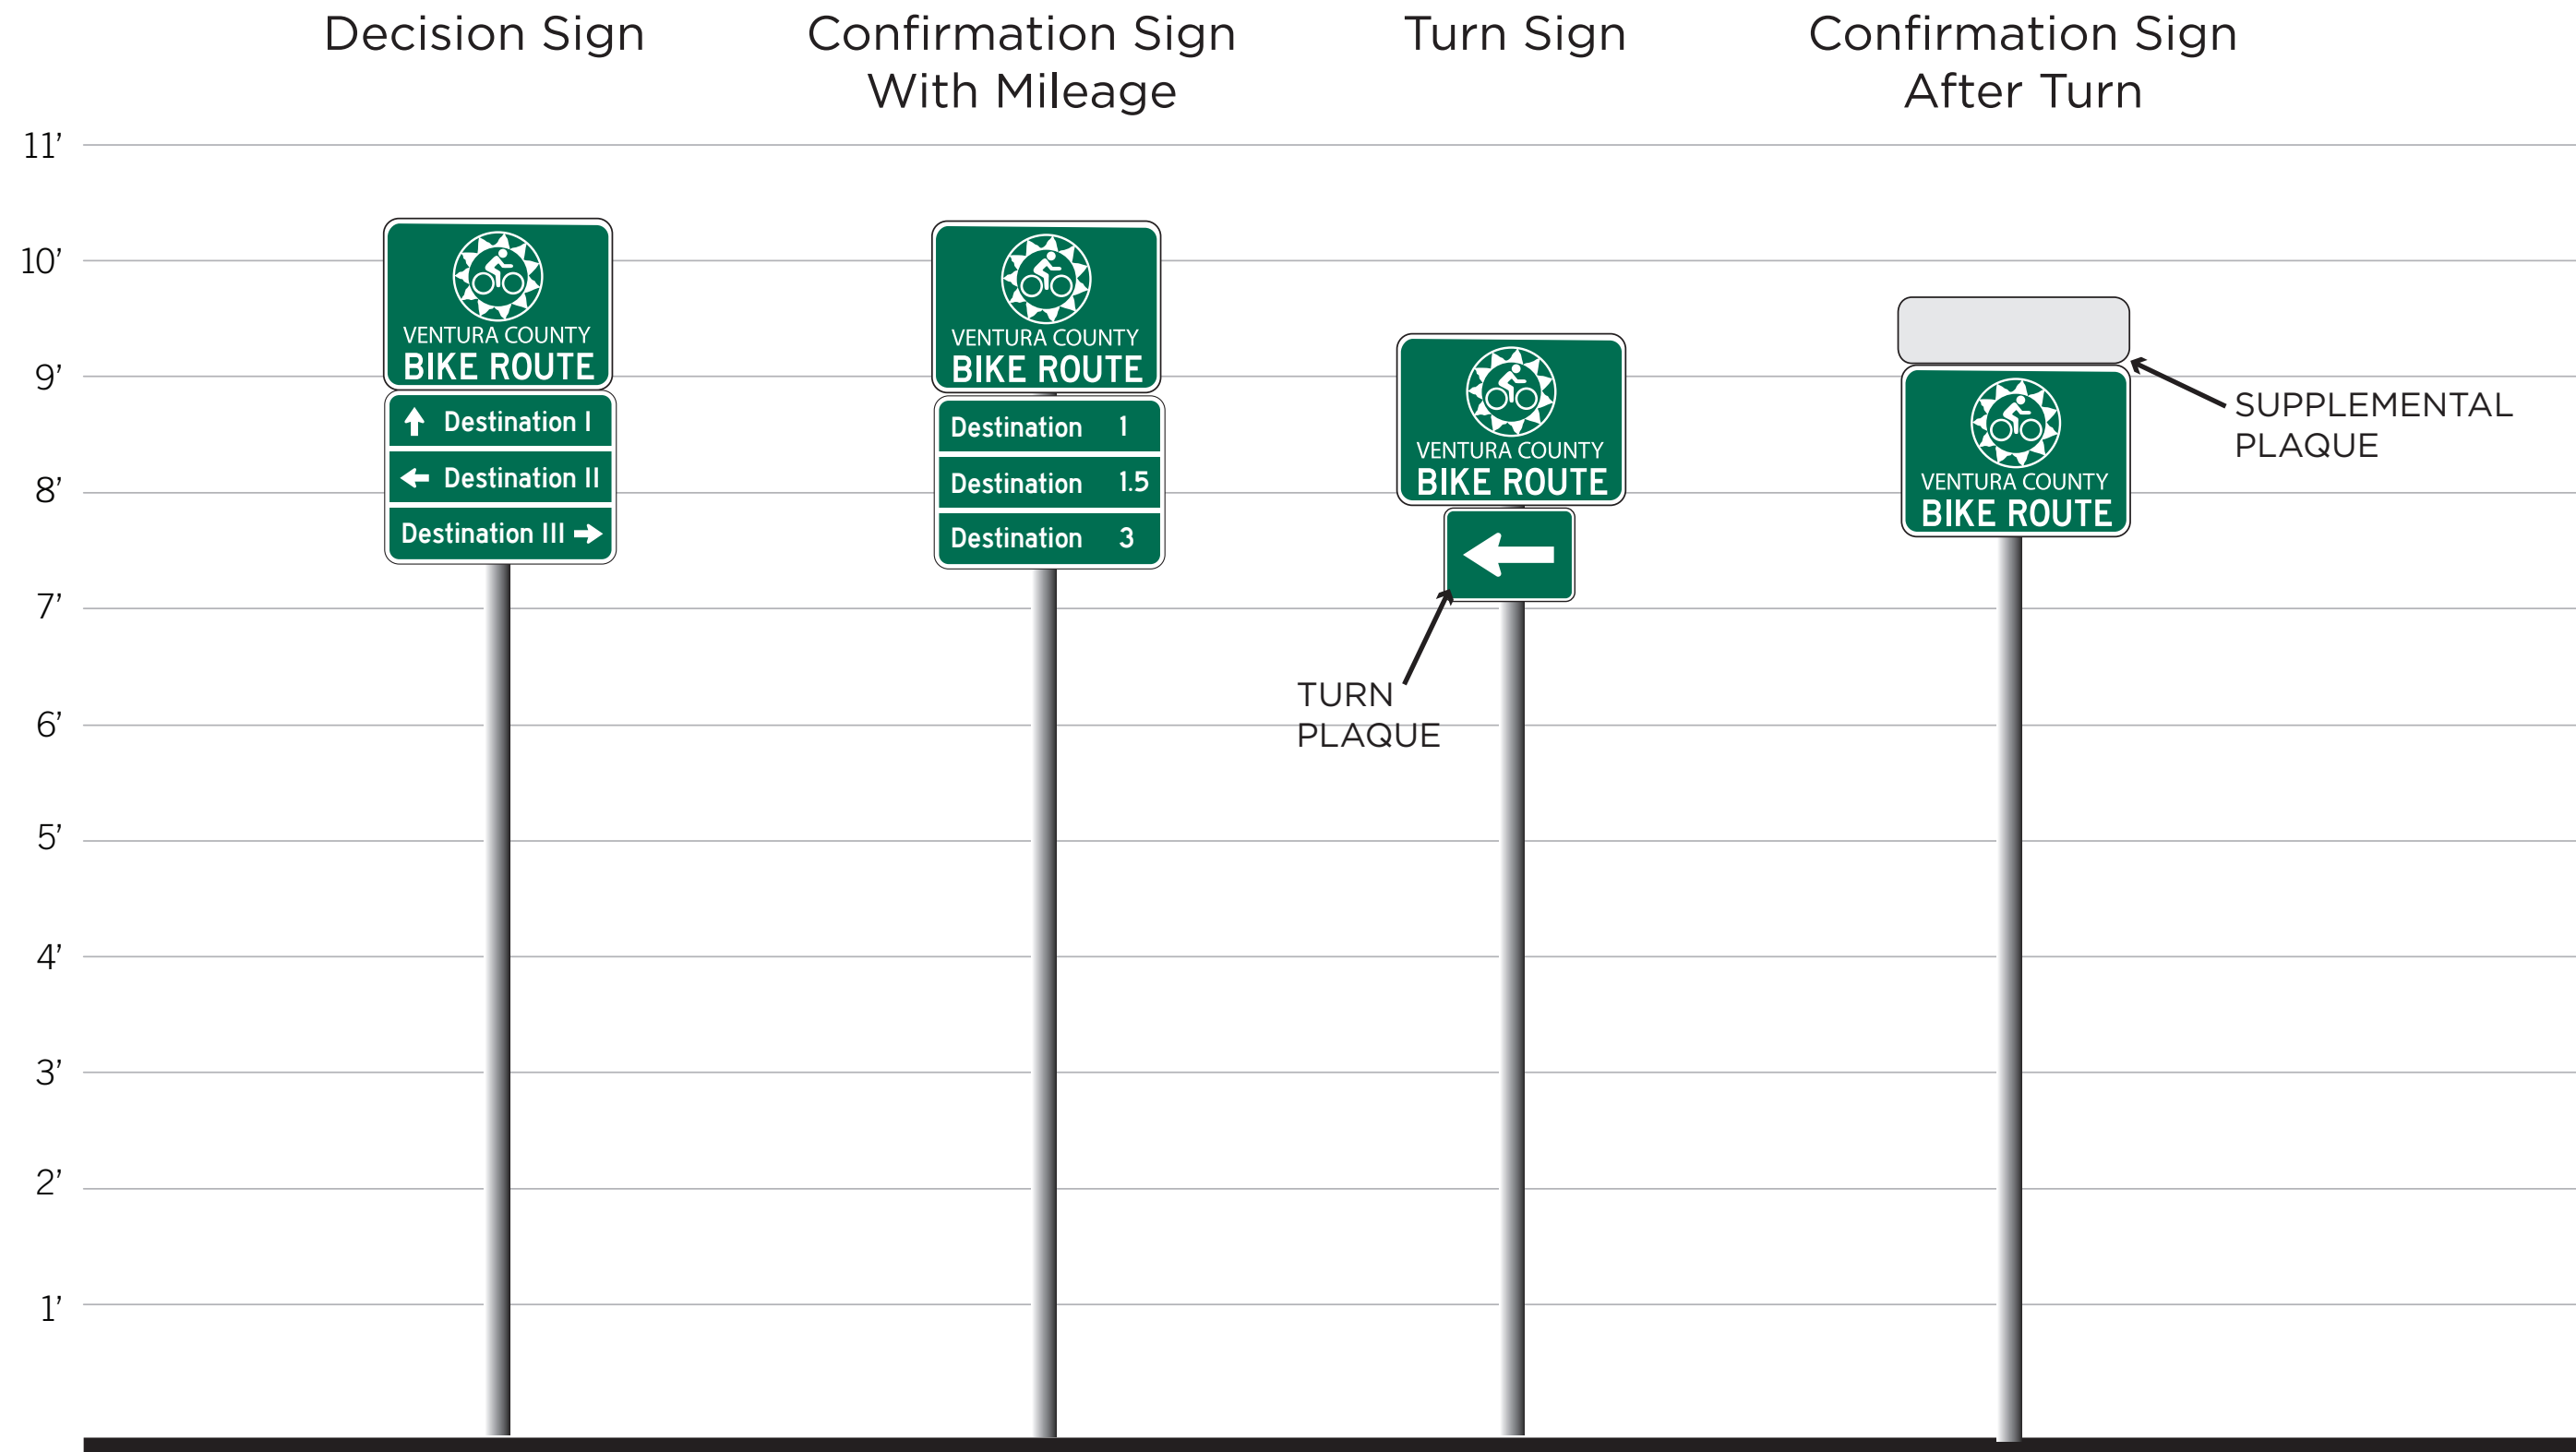 Decision Sign
Confirmation Sign
With Mileage
Turn Sign
Confirmation Sign
After Turn
11’
10’
9’
8’
7’
6’
5’
4’
3’
2’
1’
VENTURA COUNTY
BIKE ROUTE
Destination I
Destination II
Destination III
VENTURA COUNTY
BIKE ROUTE
Destination 1
Destination 1.5
Destination 3
VENTURA COUNTY
BIKE ROUTE
TURN
PLAQUE
VENTURA COUNTY
BIKE ROUTE
SUPPLEMENTAL
PLAQUE